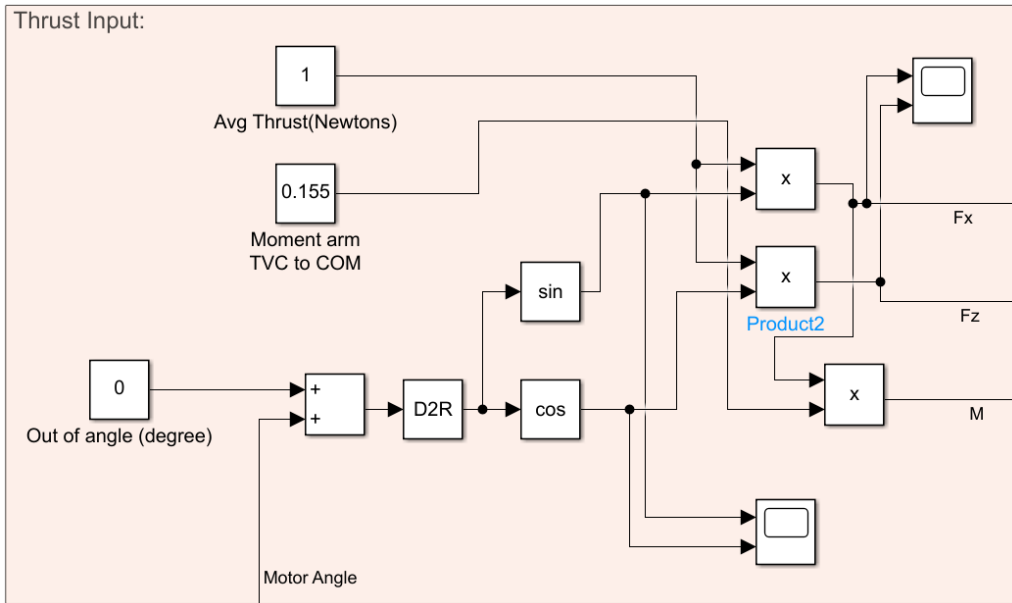 Thrust Input:
1
Avg Thrust(Newtons)
0.155
Moment arm
TVC to COM
x
Fx
sin
x
Product2
Fz
0
Out of angle (degree)
+
+
D2R
cos
x
M
Motor Angle